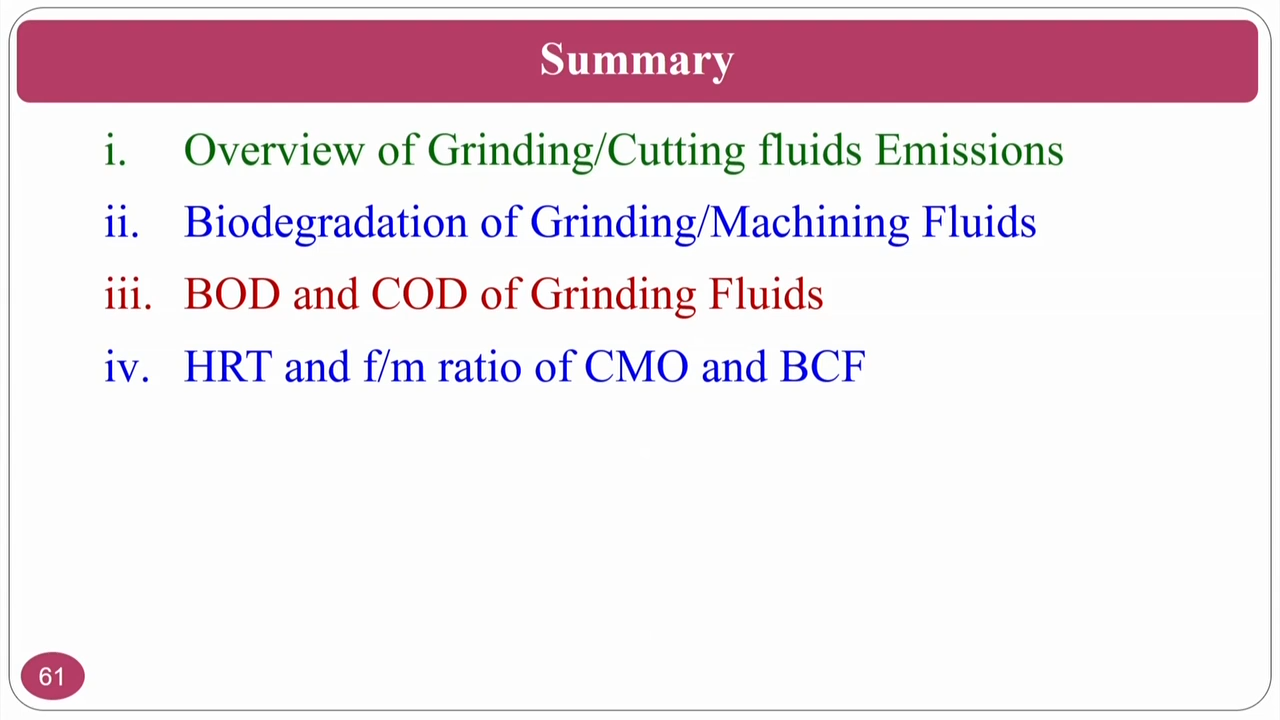 Summary
i. Overview of Grinding/Cutting fluids Emissions
ii. Biodegradation of Grinding/Machining Fluids
iii. BOD and COD of Grinding Fluids
iv. HRT and f/m ratio of CMO and BCF
61